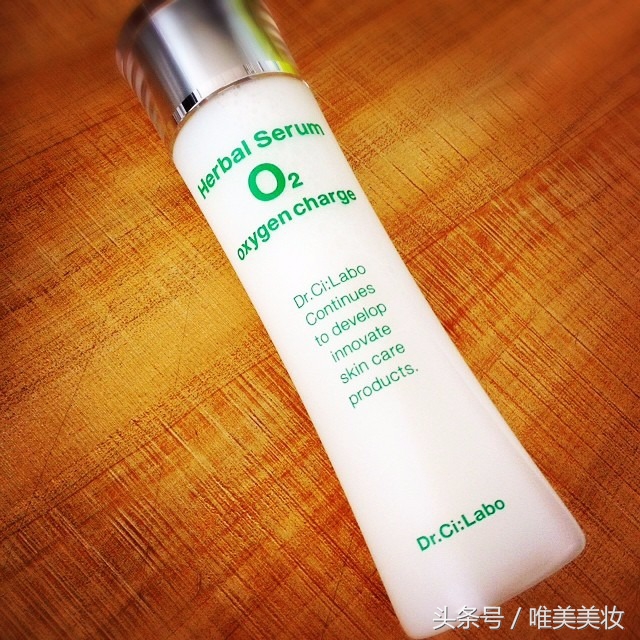 Herbal Serum
O2
oxygen charge
Dr.Ci:Labo
Continues
to develop
innovate
skin care
products.
Dr.Ci:Labo
头条号 / 唯美美妆